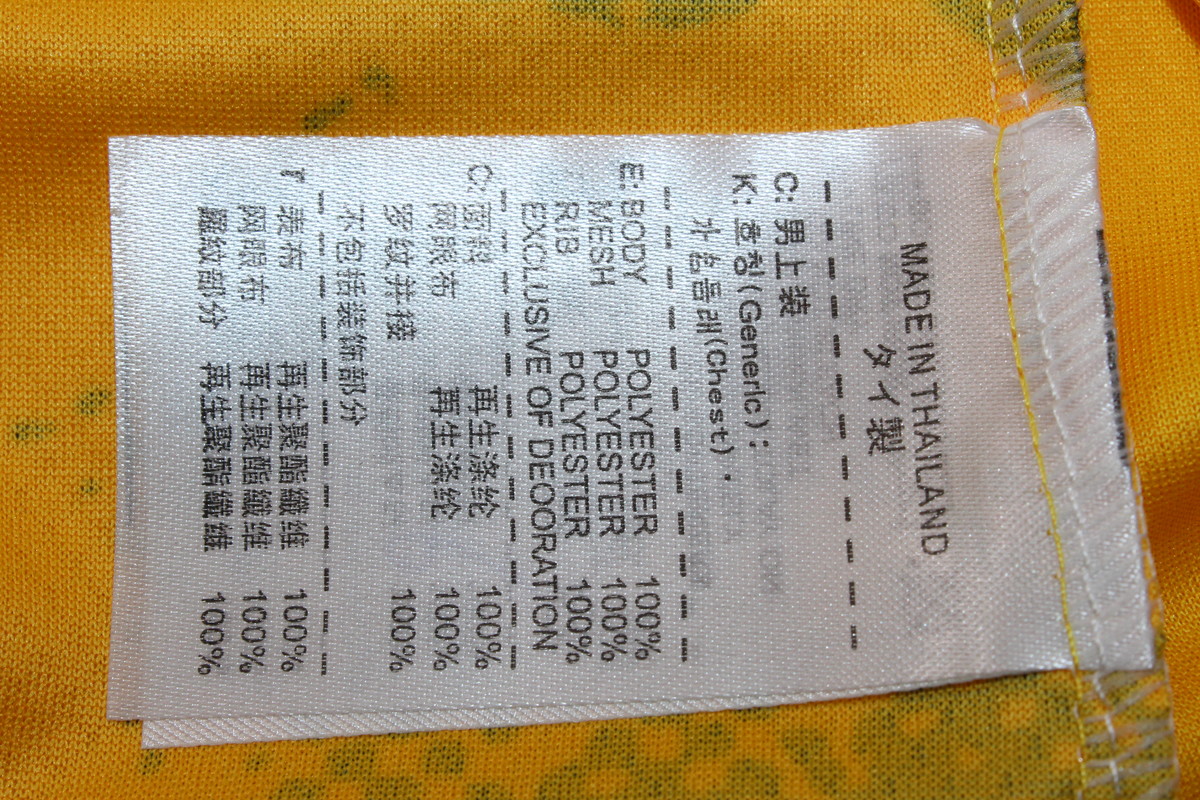 MADE IN THAILAND
タイ製
C: 男上装
K: 호칭(Generic):
가슴둘레(Chest).
E: BODY POLYESTER 100%
MESH POLYESTER 100%
RIB POLYESTER 100%
EXCLUSIVE OF DECORATION
C: 面料 再生涤纶 100%
网眼布 再生涤纶 100%
罗纹并接 100%
不包括装饰部分
T 表布 再生聚酯纖維 100%
网眼布 再生聚酯纖維 100%
羅紋部分 再生聚酯纖維 100%